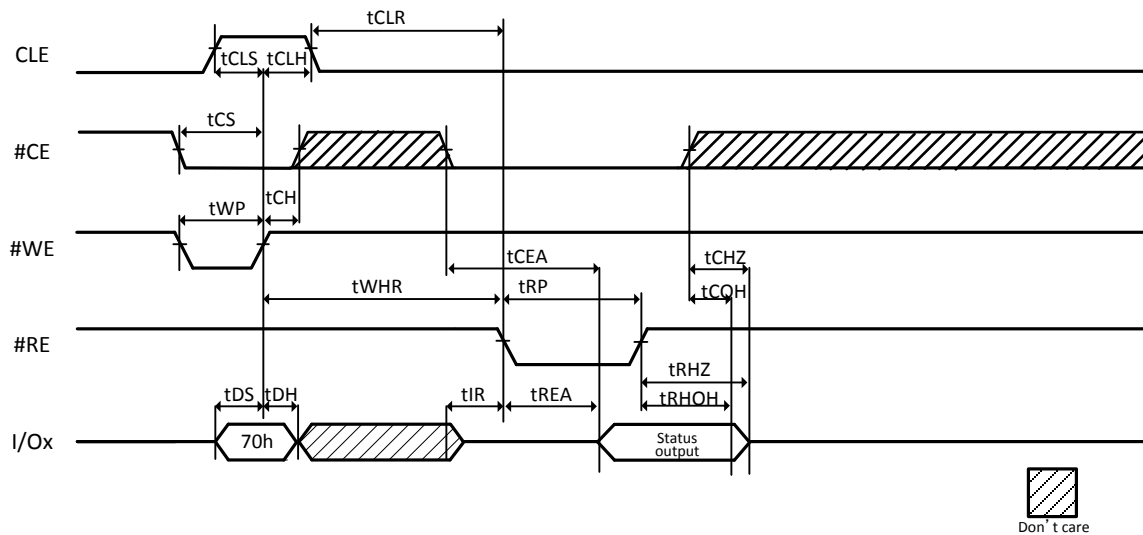 tCLR
CLE
tCLS tCLH
tCS
#CE
tCH
tWP
#WE
tCHZ
tCEA
tCOH
tWHR
tRP
#RE
tRHZ
tDS tDH
tIR
tREA
tRHOH
I/Ox
70h
Status
output
Don't care